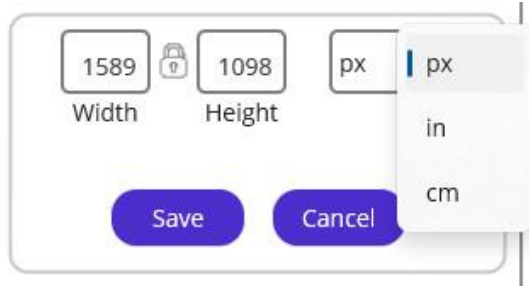 1589 1098 px px
Width Height
in
cm
Save Cancel